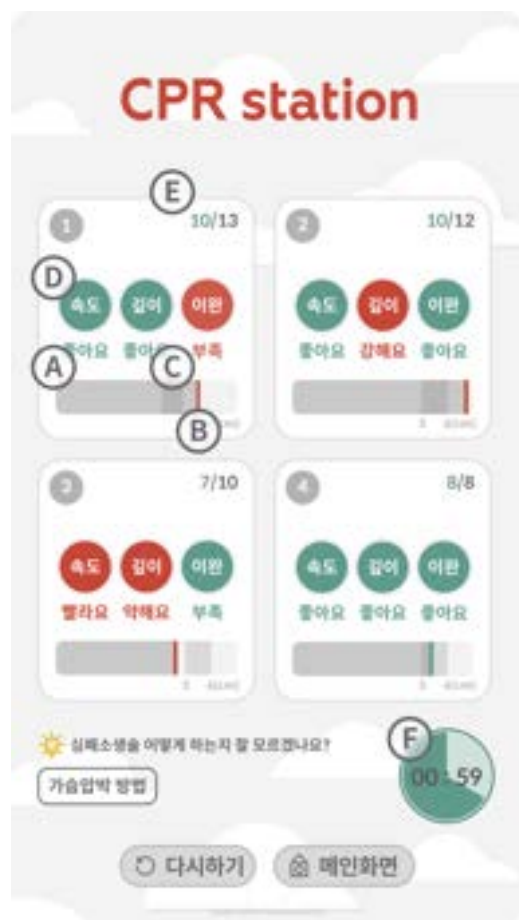 CPR station
E
1
10/13
2
10/12
D
속도 깊이 이완
속도 깊이 이완
좋아요 부족
좋아요 강해요 좋아요
A
C
B
3
7/10
4
8/8
속도 깊이 이완
속도 깊이 이완
빨라요 약해요 부족
좋아요 좋아요 좋아요
심폐소생술 어떻게 하는지 잘 모르겠나요?
가슴압박 방법
F
00:59
다시하기
메인화면